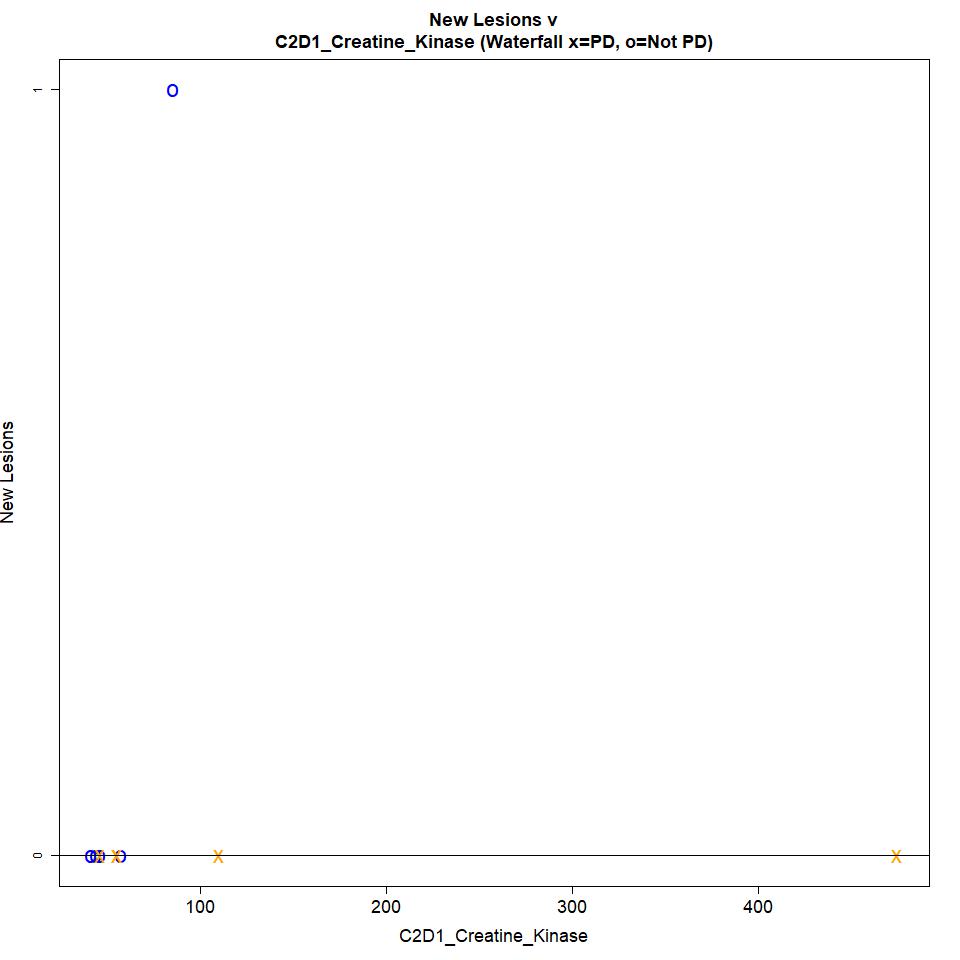 New Lesions v
C2D1_Creatine_Kinase (Waterfall x=PD, o=Not PD)
1
New Lesions
0
100 200 300 400
C2D1_Creatine_Kinase